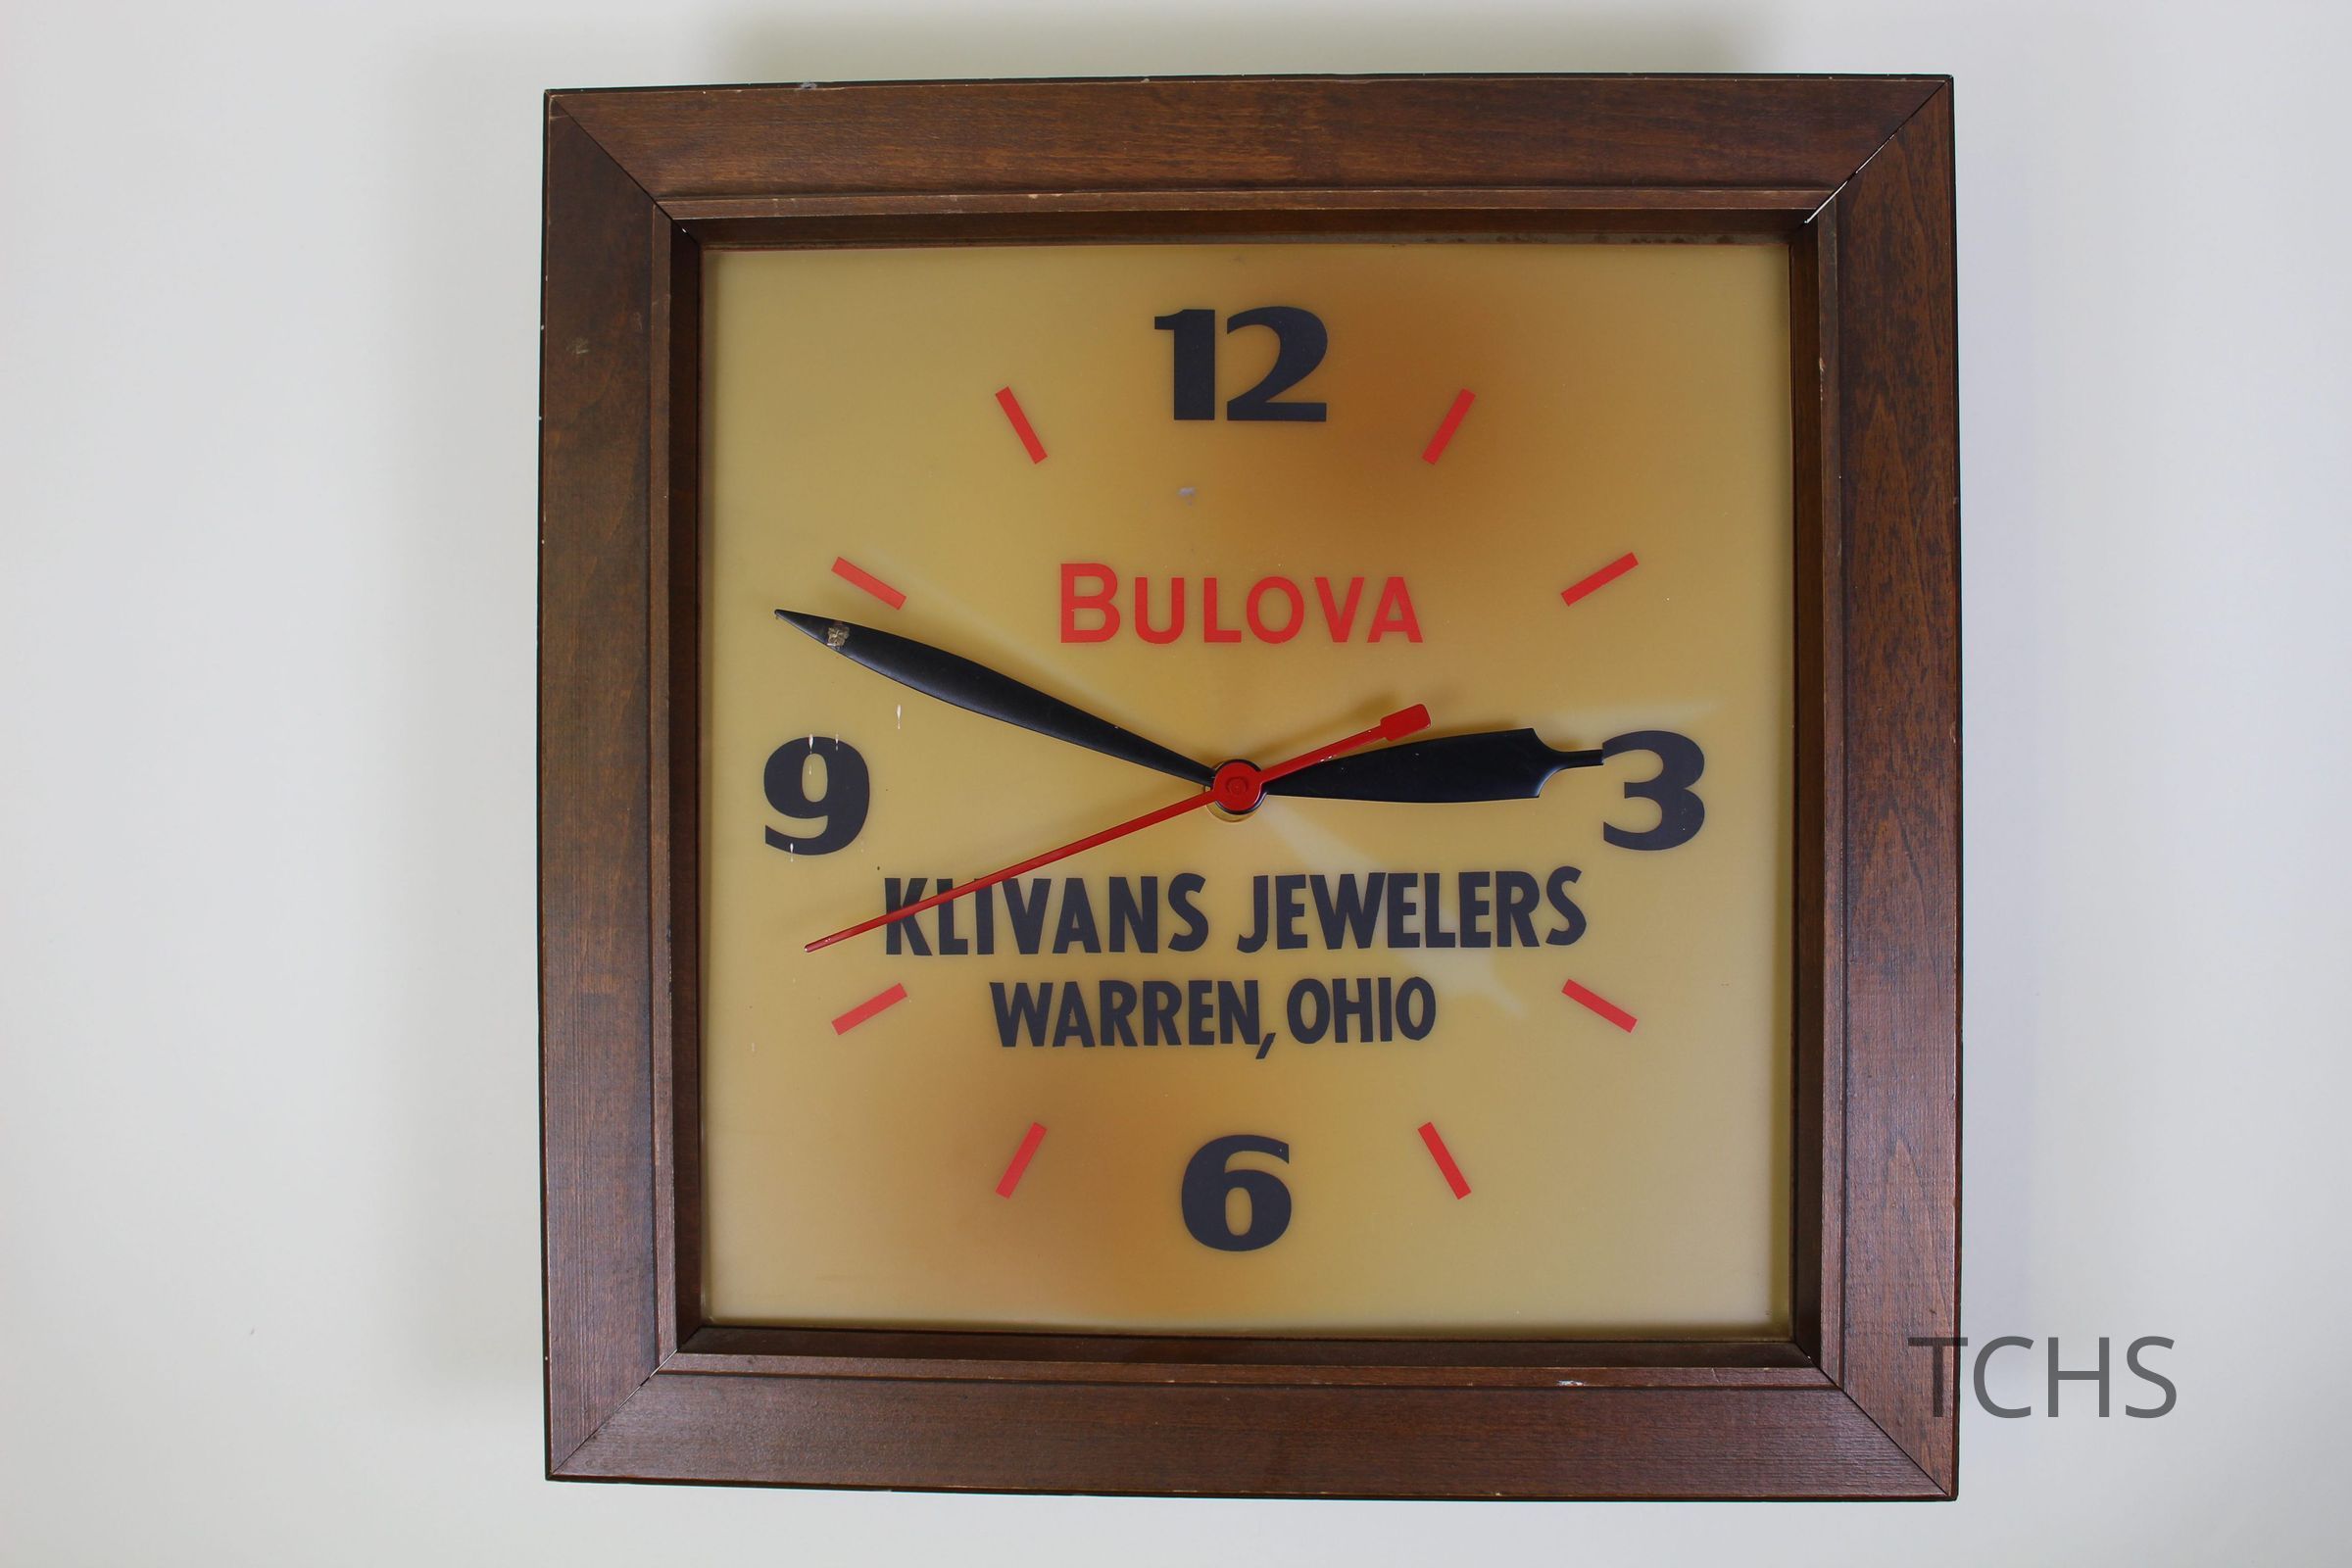 12
BULOVA
9 3
KLIVANS JEWELERS
WARREN, OHIO
6
TCHS